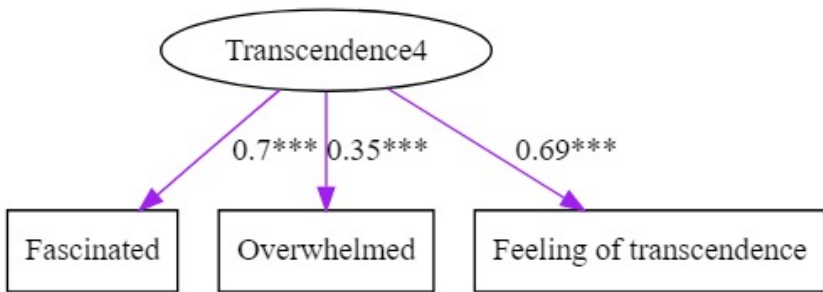 Transcendence4
0.7*** 0.35*** 0.69***
Fascinated Overwhelmed Feeling of transcendence